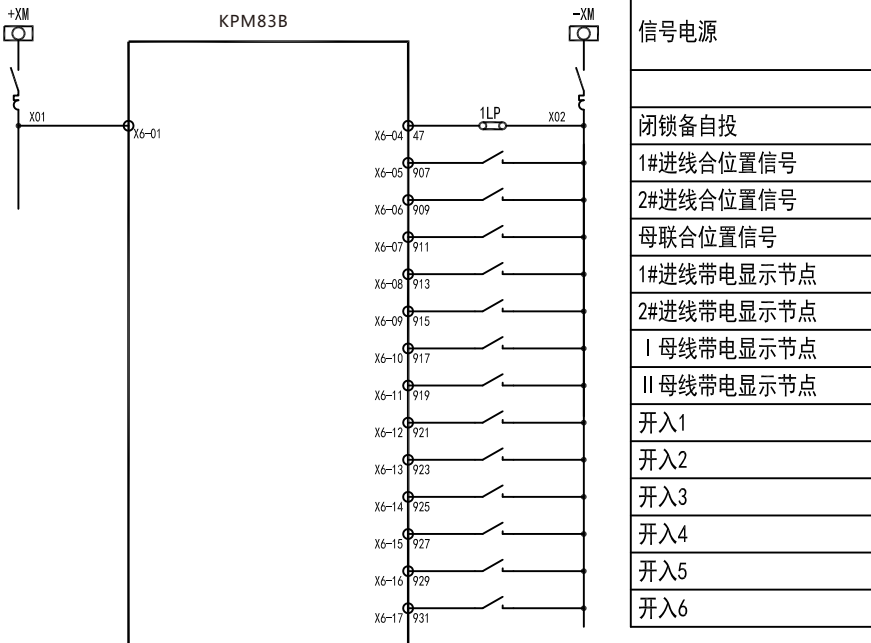 +XM
KPM83B
-XM
信号电源
X01
X6-01
1LP
X02
X6-04 47
闭锁备自投
X6-05 907
1#进线合位置信号
X6-06 909
2#进线合位置信号
X6-07 911
母联合位置信号
X6-08 913
1#进线带电显示节点
X6-09 915
2#进线带电显示节点
X6-10 917
Ⅰ母线带电显示节点
X6-11 919
Ⅱ母线带电显示节点
X6-12 921
开入1
X6-13 923
开入2
X6-14 925
开入3
X6-15 927
开入4
X6-16 929
开入5
X6-17 931
开入6